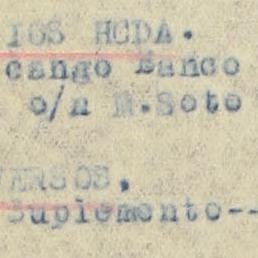 IOS HCDA.
cango Banco
o/n M.Soto
VERSOS.
Suplemento--